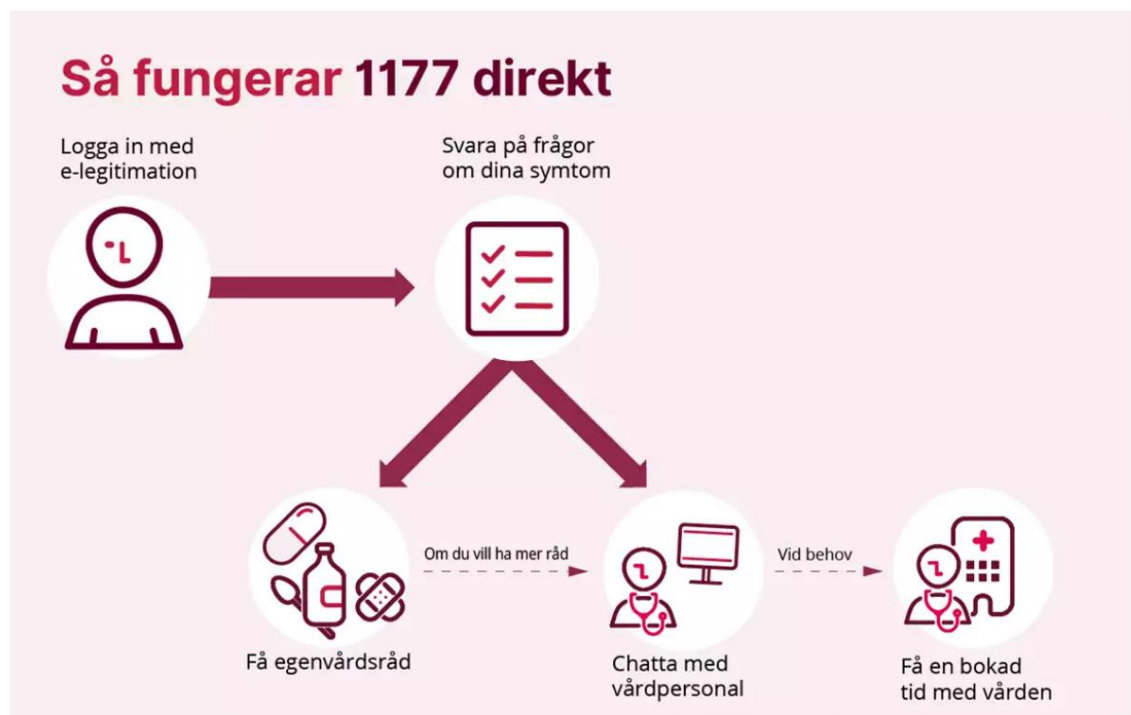 Så fungerar 1177 direkt
Logga in med
e-legitimation
Svara på frågor
om dina symtom
Om du vill ha mer råd
Vid behov
Få egenvårdsråd
Chatta med
vårdpersonal
Få en bokad
tid med vården